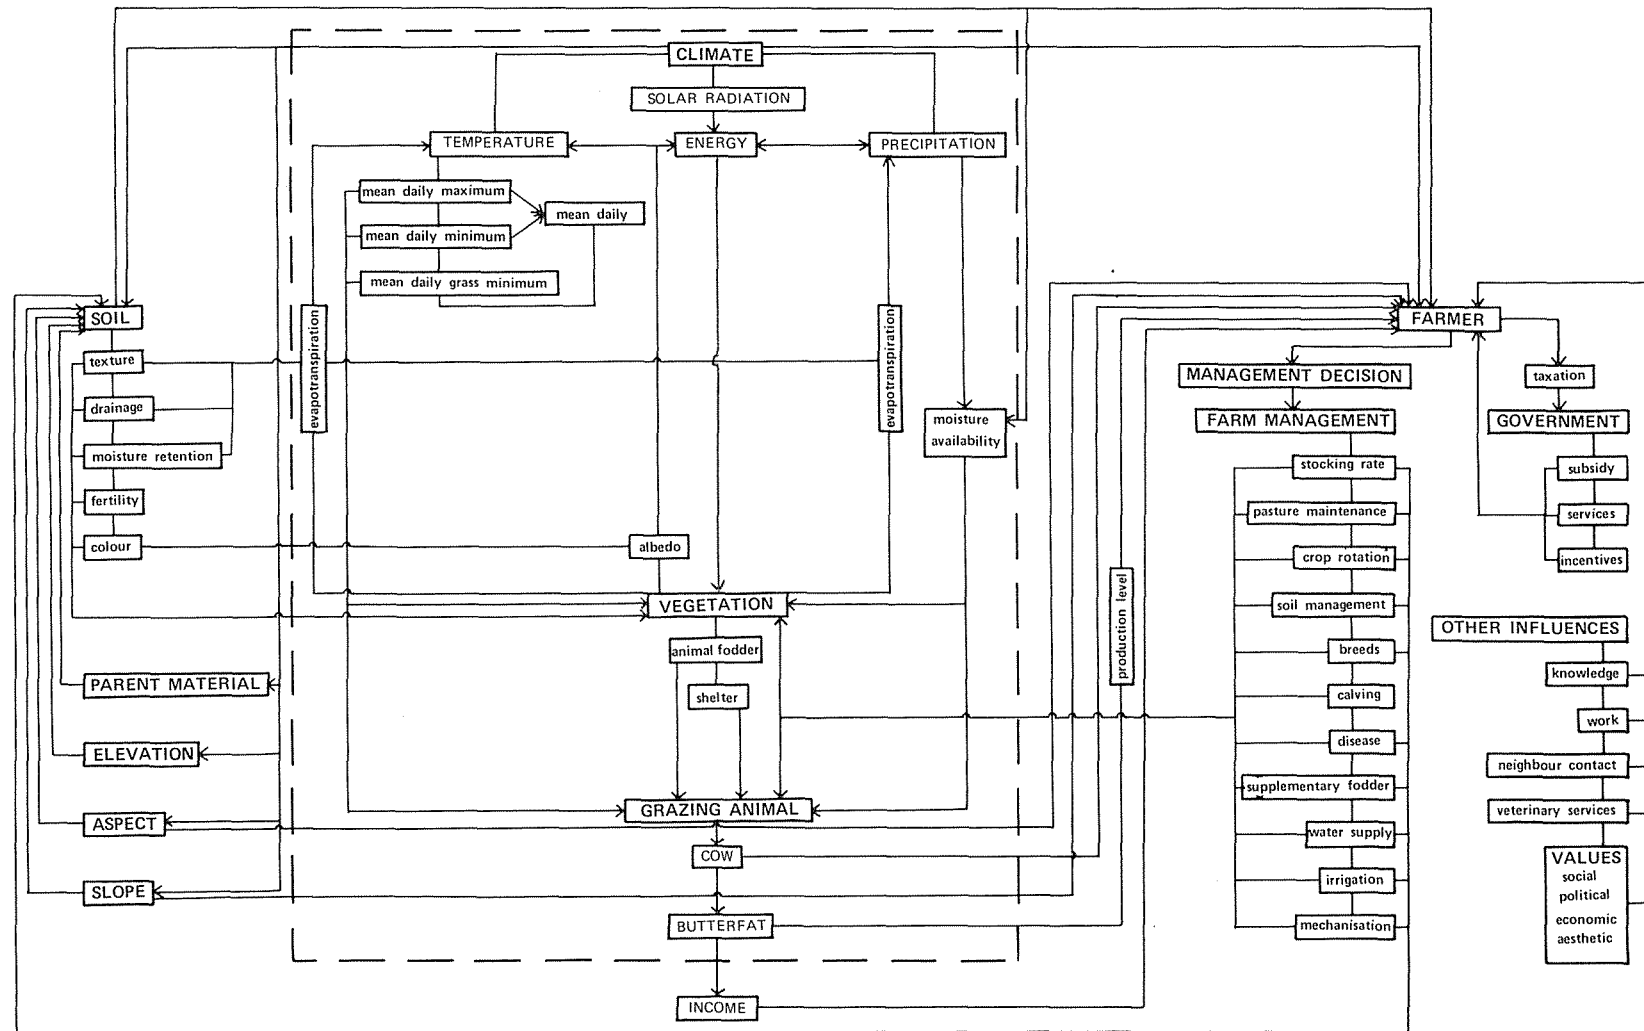 CLIMATE
SOLAR RADIATION
TEMPERATURE
ENERGY
PRECIPITATION
mean daily maximum
mean daily
mean daily minimum
mean daily grass minimum
SOIL
texture
drainage
moisture retention
fertility
colour
evapotranspiration
evapotranspiration
moisture
availability
albedo
VEGETATION
animal fodder
shelter
PARENT MATERIAL
ELEVATION
ASPECT
SLOPE
GRAZING ANIMAL
COW
BUTTERFAT
INCOME
production level
FARMER
MANAGEMENT DECISION
FARM MANAGEMENT
stocking rate
pasture maintenance
crop rotation
soil management
breeds
calving
disease
supplementary fodder
water supply
irrigation
mechanisation
taxation
GOVERNMENT
subsidy
services
incentives
OTHER INFLUENCES
knowledge
work
neighbour contact
veterinary services
VALUES
social
political
economic
aesthetic